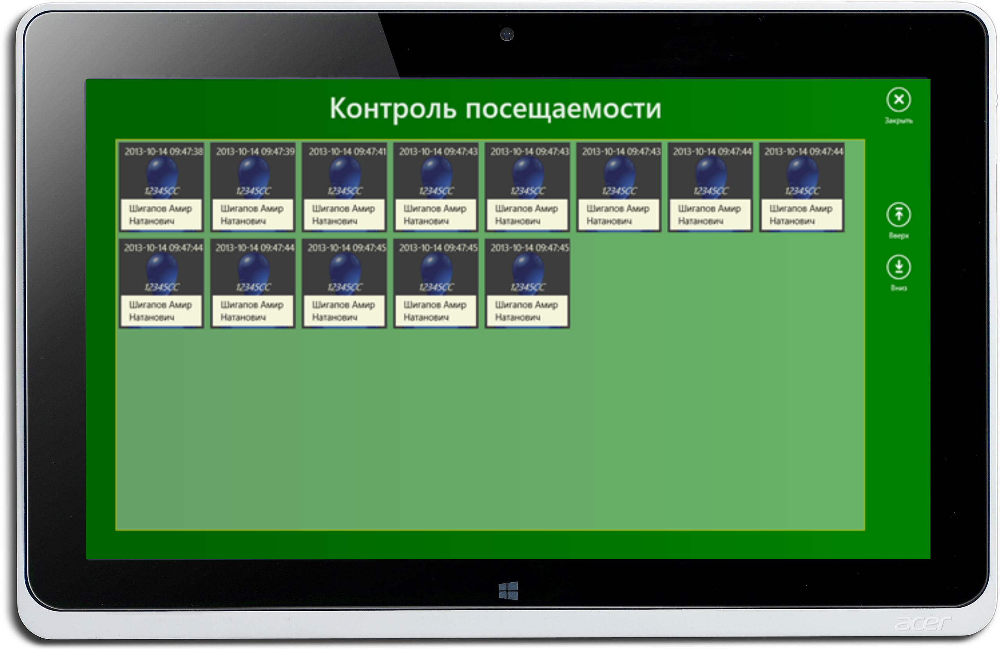 Контроль посещаемости
Закрыть
2013-10-14 09:47:38
12345CC
Шигапов Амир
Натанович
2013-10-14 09:47:39
12345CC
Шигапов Амир
Натанович
2013-10-14 09:47:41
12345CC
Шигапов Амир
Натанович
2013-10-14 09:47:43
12345CC
Шигапов Амир
Натанович
2013-10-14 09:47:43
12345CC
Шигапов Амир
Натанович
2013-10-14 09:47:43
12345CC
Шигапов Амир
Натанович
2013-10-14 09:47:44
12345CC
Шигапов Амир
Натанович
2013-10-14 09:47:44
12345CC
Шигапов Амир
Натанович
Вверх
2013-10-14 09:47:44
12345CC
Шигапов Амир
Натанович
2013-10-14 09:47:44
12345CC
Шигапов Амир
Натанович
2013-10-14 09:47:45
12345CC
Шигапов Амир
Натанович
2013-10-14 09:47:45
12345CC
Шигапов Амир
Натанович
2013-10-14 09:47:45
12345CC
Шигапов Амир
Натанович
Вниз
acer